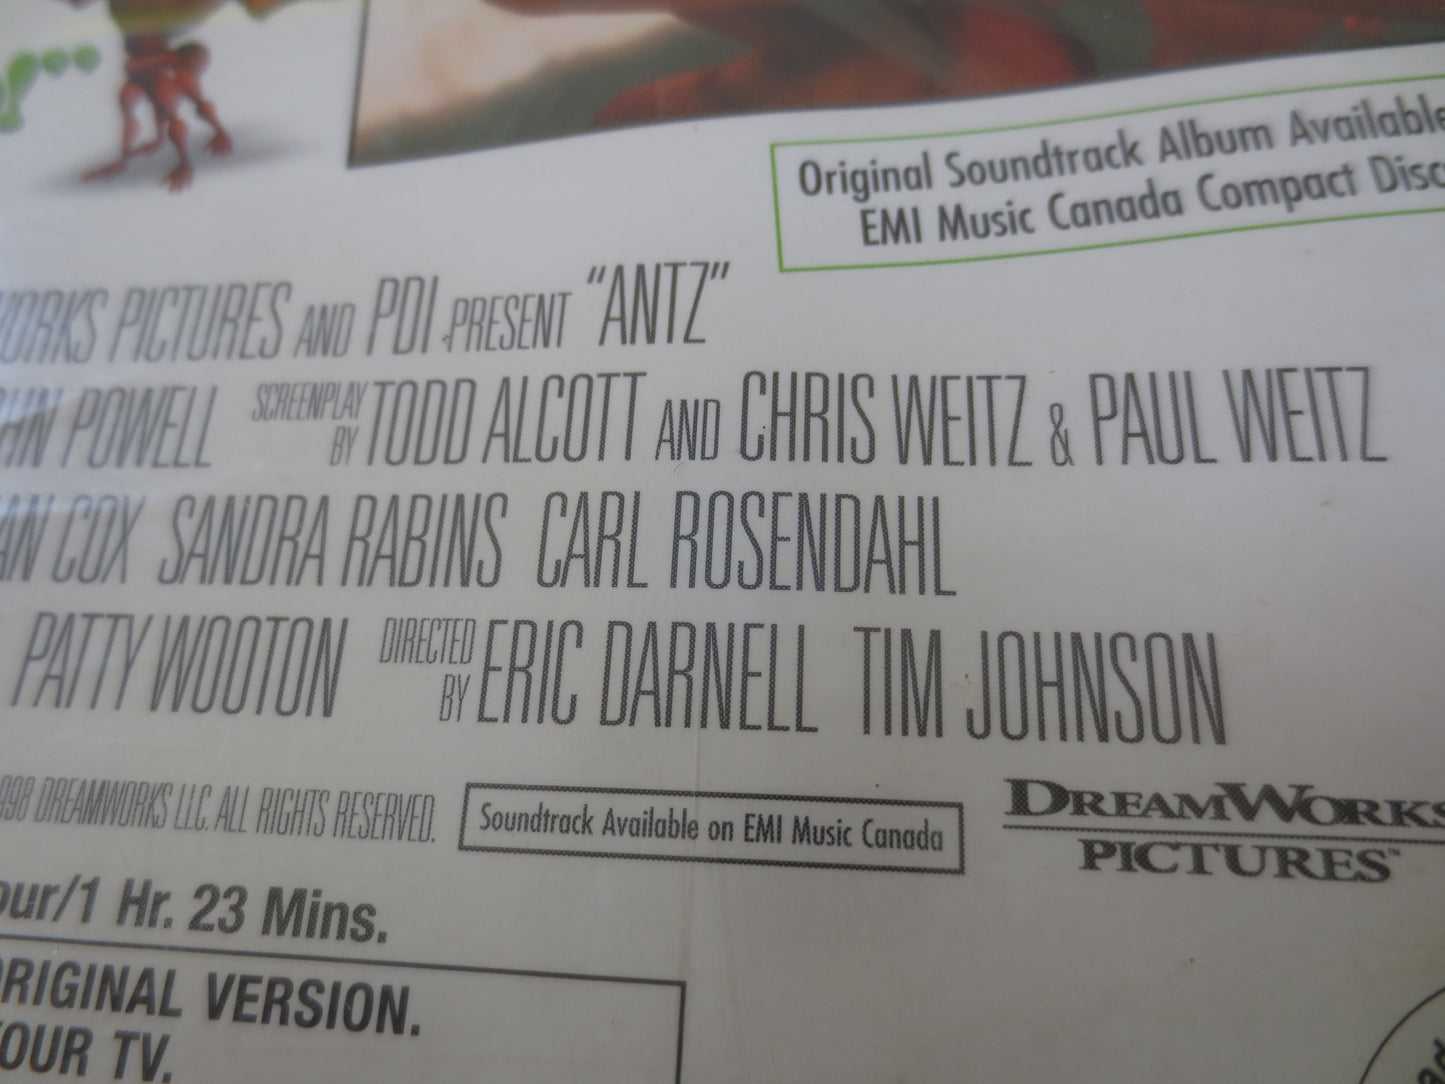 Original Soundtrack Album Available
EMI Music Canada Compact Disc
WORKS PICTURES AND PDI PRESENT "ANTZ"
POWELL SCREENPLAY BY TODD ALCOTT AND CHRIS WEITZ & PAUL WEITZ
COX SANDRA RABINS CARL ROSENDAHL
PATTY WOOTON DIRECTED BY ERIC DARNELL TIM JOHNSON
998 DREAMWORKS LLC. ALL RIGHTS RESERVED.
Soundtrack Available on EMI Music Canada
DREAMWORKS
PICTURES™
our/1 Hr. 23 Mins.
ORIGINAL VERSION.
YOUR TV.